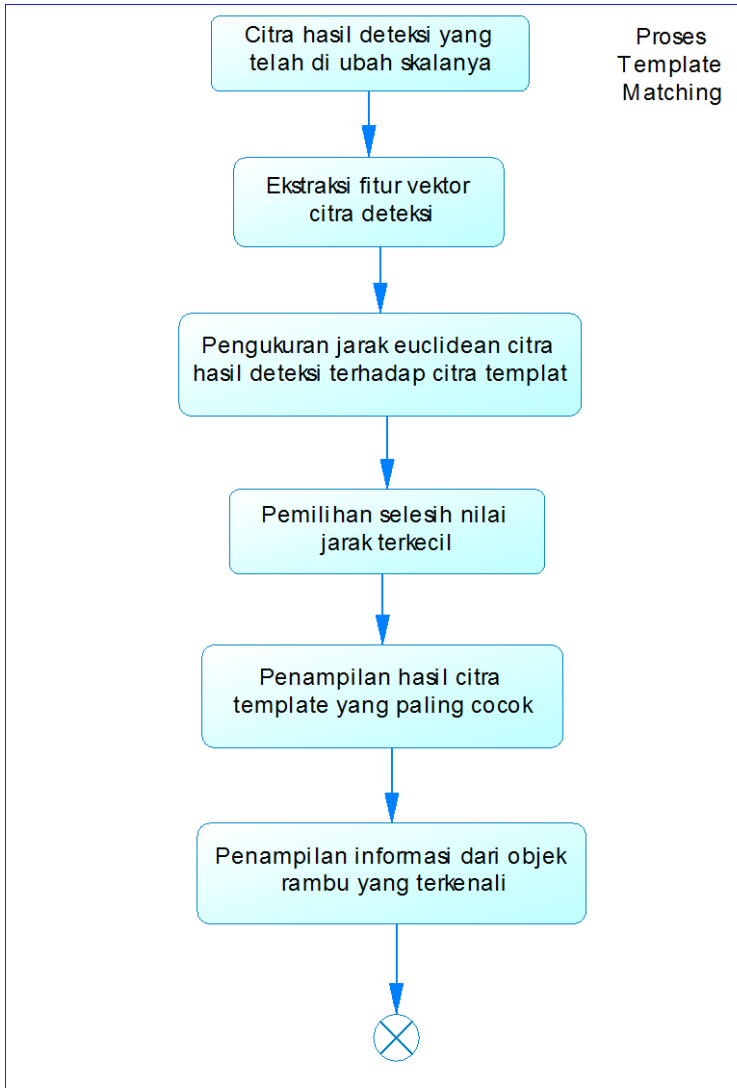 Citra hasil deteksi yang
telah di ubah skalanya
Proses
Template
Matching
Ekstraksi fitur vektor
citra deteksi
Pengukuran jarak euclidean citra
hasil deteksi terhadap citra templat
Pemilihan selesih nilai
jarak terkecil
Penampilan hasil citra
template yang paling cocok
Penampilan informasi dari objek
rambu yang terkenali